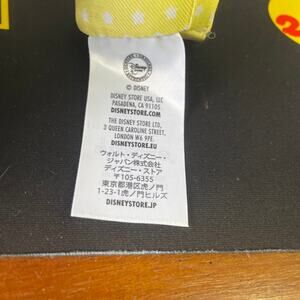 © DISNEY
DISNEY STORE USA, LLC
PASADENA, CA 91105
DISNEYSTORE.COM
THE DISNEY STORE LTD,
3 QUEEN CAROLINE STREET,
LONDON W6 9PE.
DISNEYSTORE.EU
ウォルト・ディズニー・
ジャパン株式会社
ディズニー・ストア
〒105-6355
東京都港区虎ノ門
1-23-1虎ノ門ヒルズ
DISNEYSTORE.JP